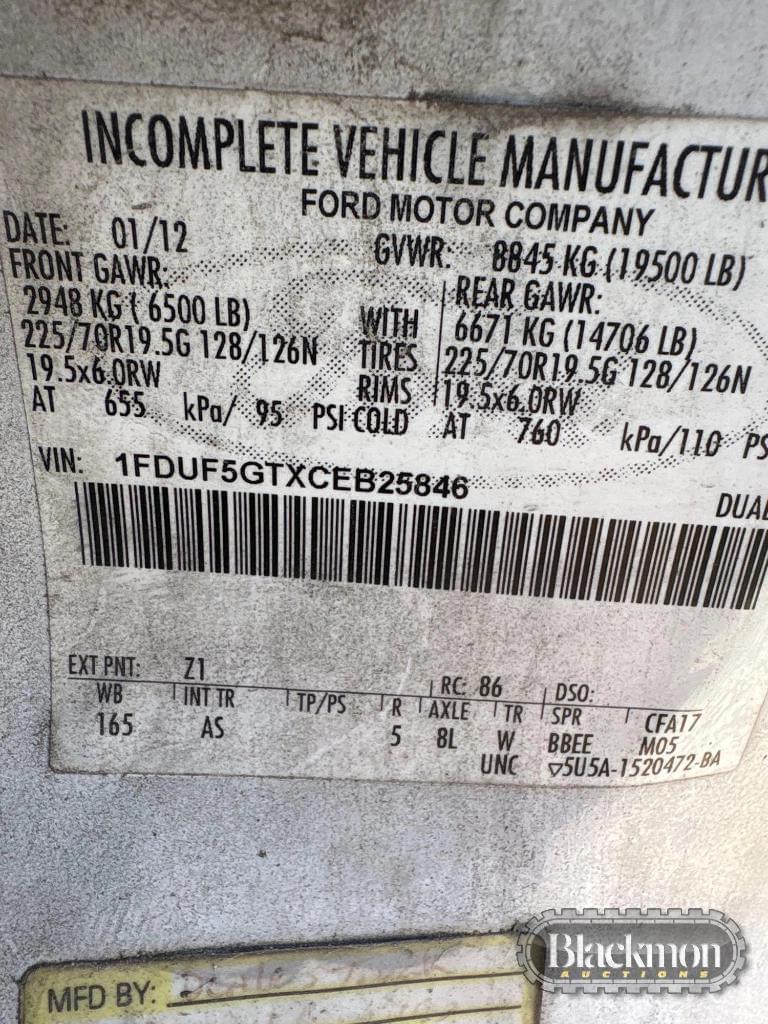 INCOMPLETE VEHICLE MANUFACTUR
FORD MOTOR COMPANY
DATE: 01/12 GVWR: 8845 KG (19500 LB)
FRONT GAWR: REAR GAWR:
2948 KG ( 6500 LB) WITH 6671 KG (14706 LB)
225/70R19.5G 128/126N TIRES 225/70R19.5G 128/126N
19.5x6.0RW RIMS 19.5x6.0RW
AT 655 kPa/ 95 PSI COLD AT 760 kPa/110 PS
VIN: 1FDUF5GTXCEB25846
DUAL
EXT PNT: Z1 RC: 86 DSO:
WB INT TR TP/PS R AXLE TR SPR CFA17
165 AS 5 8L W BBEE M05
UNC ▽5U5A-1520472-BA
MFD BY:
Blackmon
AUCTIONS